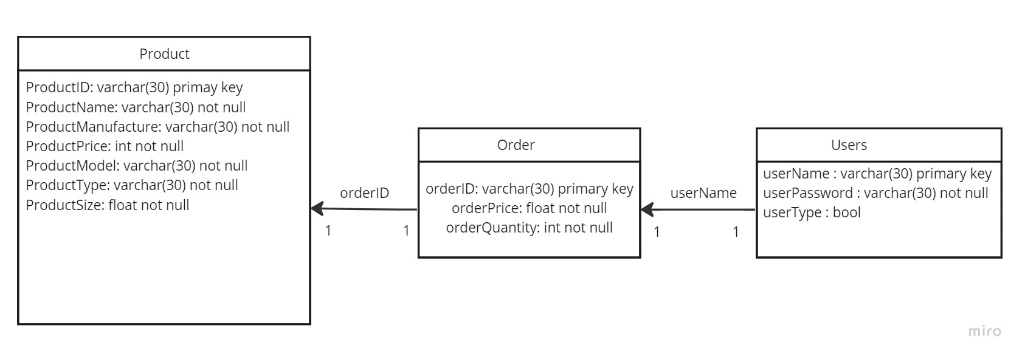 Product
ProductID: varchar(30) primay key
ProductName: varchar(30) not null
ProductManufacture: varchar(30) not null
ProductPrice: int not null
ProductModel: varchar(30) not null
ProductType: varchar(30) not null
ProductSize: float not null
orderID
1
1
Order
orderID: varchar(30) primary key
orderPrice: float not null
orderQuantity: int not null
userName
1
1
Users
userName : varchar(30) primary key
userPassword : varchar(30) not null
userType : bool
miro